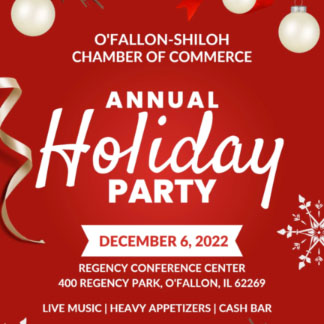 O'FALLON-SHILOH
CHAMBER OF COMMERCE
ANNUAL
Holiday
PARTY
DECEMBER 6, 2022
REGENCY CONFERENCE CENTER
400 REGENCY PARK, O'FALLON, IL 62269
LIVE MUSIC | HEAVY APPETIZERS | CASH BAR